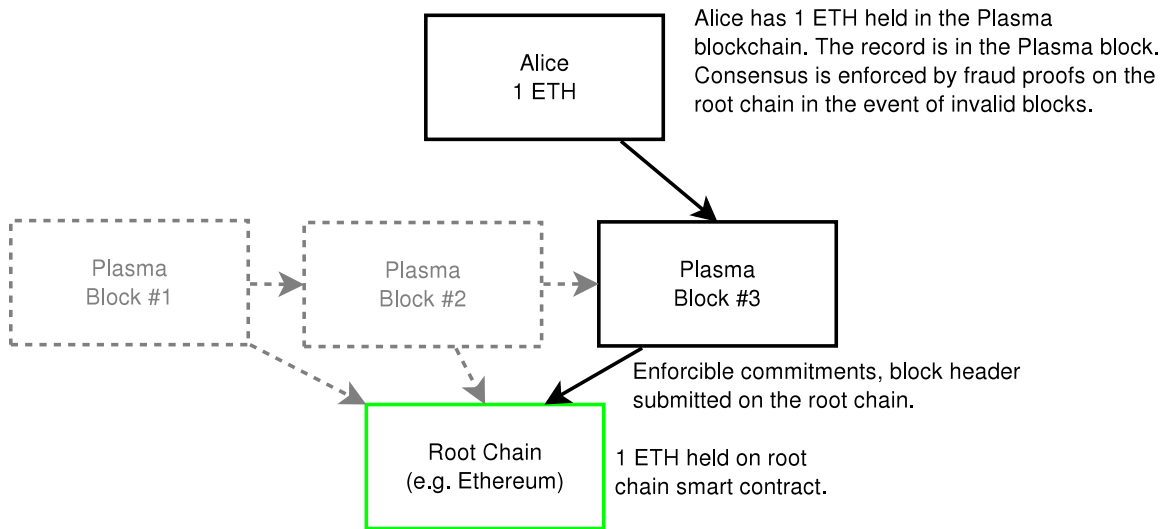 Alice
1 ETH
Alice has 1 ETH held in the Plasma
blockchain. The record is in the Plasma block.
Consensus is enforced by fraud proofs on the
root chain in the event of invalid blocks.
Plasma
Block #1
Plasma
Block #2
Plasma
Block #3
Enforcible commitments, block header
submitted on the root chain.
Root Chain
(e.g. Ethereum)
1 ETH held on root
chain smart contract.